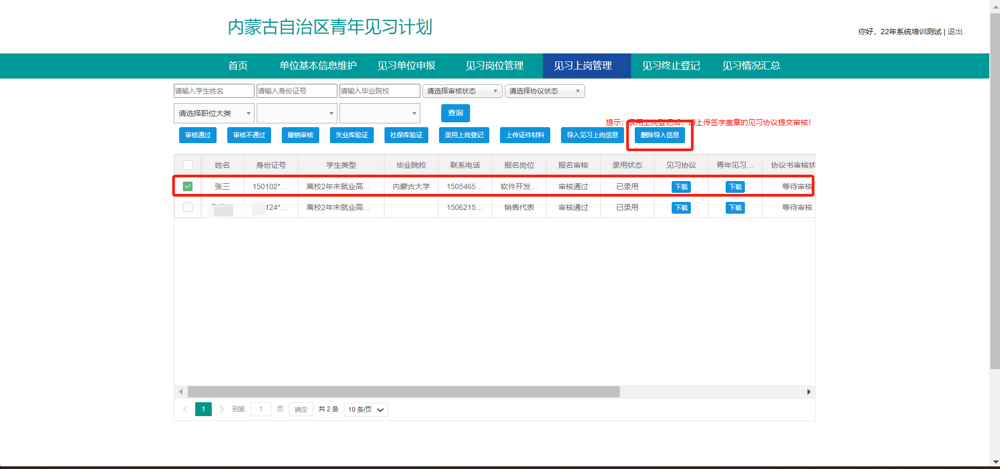 内蒙古自治区青年见习计划
你好，22年系统培训测试 | 退出
首页 单位基本信息维护 见习单位申报 见习岗位管理 见习上岗管理 见习终止登记 见习情况汇总
请输入学生姓名 请输入身份证号 请输入毕业院校 请选择审核状态 请选择协议状态
请选择职位大类 查询
提示：录用上岗登记后，请上传签字盖章的见习协议提交审核！
审核通过 审核不通过 撤销审核 失业库验证 社保库验证 录用上岗登记 上传证件材料 导入见习上岗信息 删除导入信息
姓名 身份证号 学生类型 毕业院校 联系电话 报名岗位 报名审核 录用状态 见习协议 青年见习... 协议书审核状
张三 150102*... 离校2年未就业高... 内蒙古大学 1505465... 软件开发... 审核通过 已录用 下载 下载 等待审核
124*... 离校2年未就业高... 1506215... 销售代表 审核通过 已录用 下载 下载 等待审核
1 到第 1 页 确定 共 2 条 10 条/页